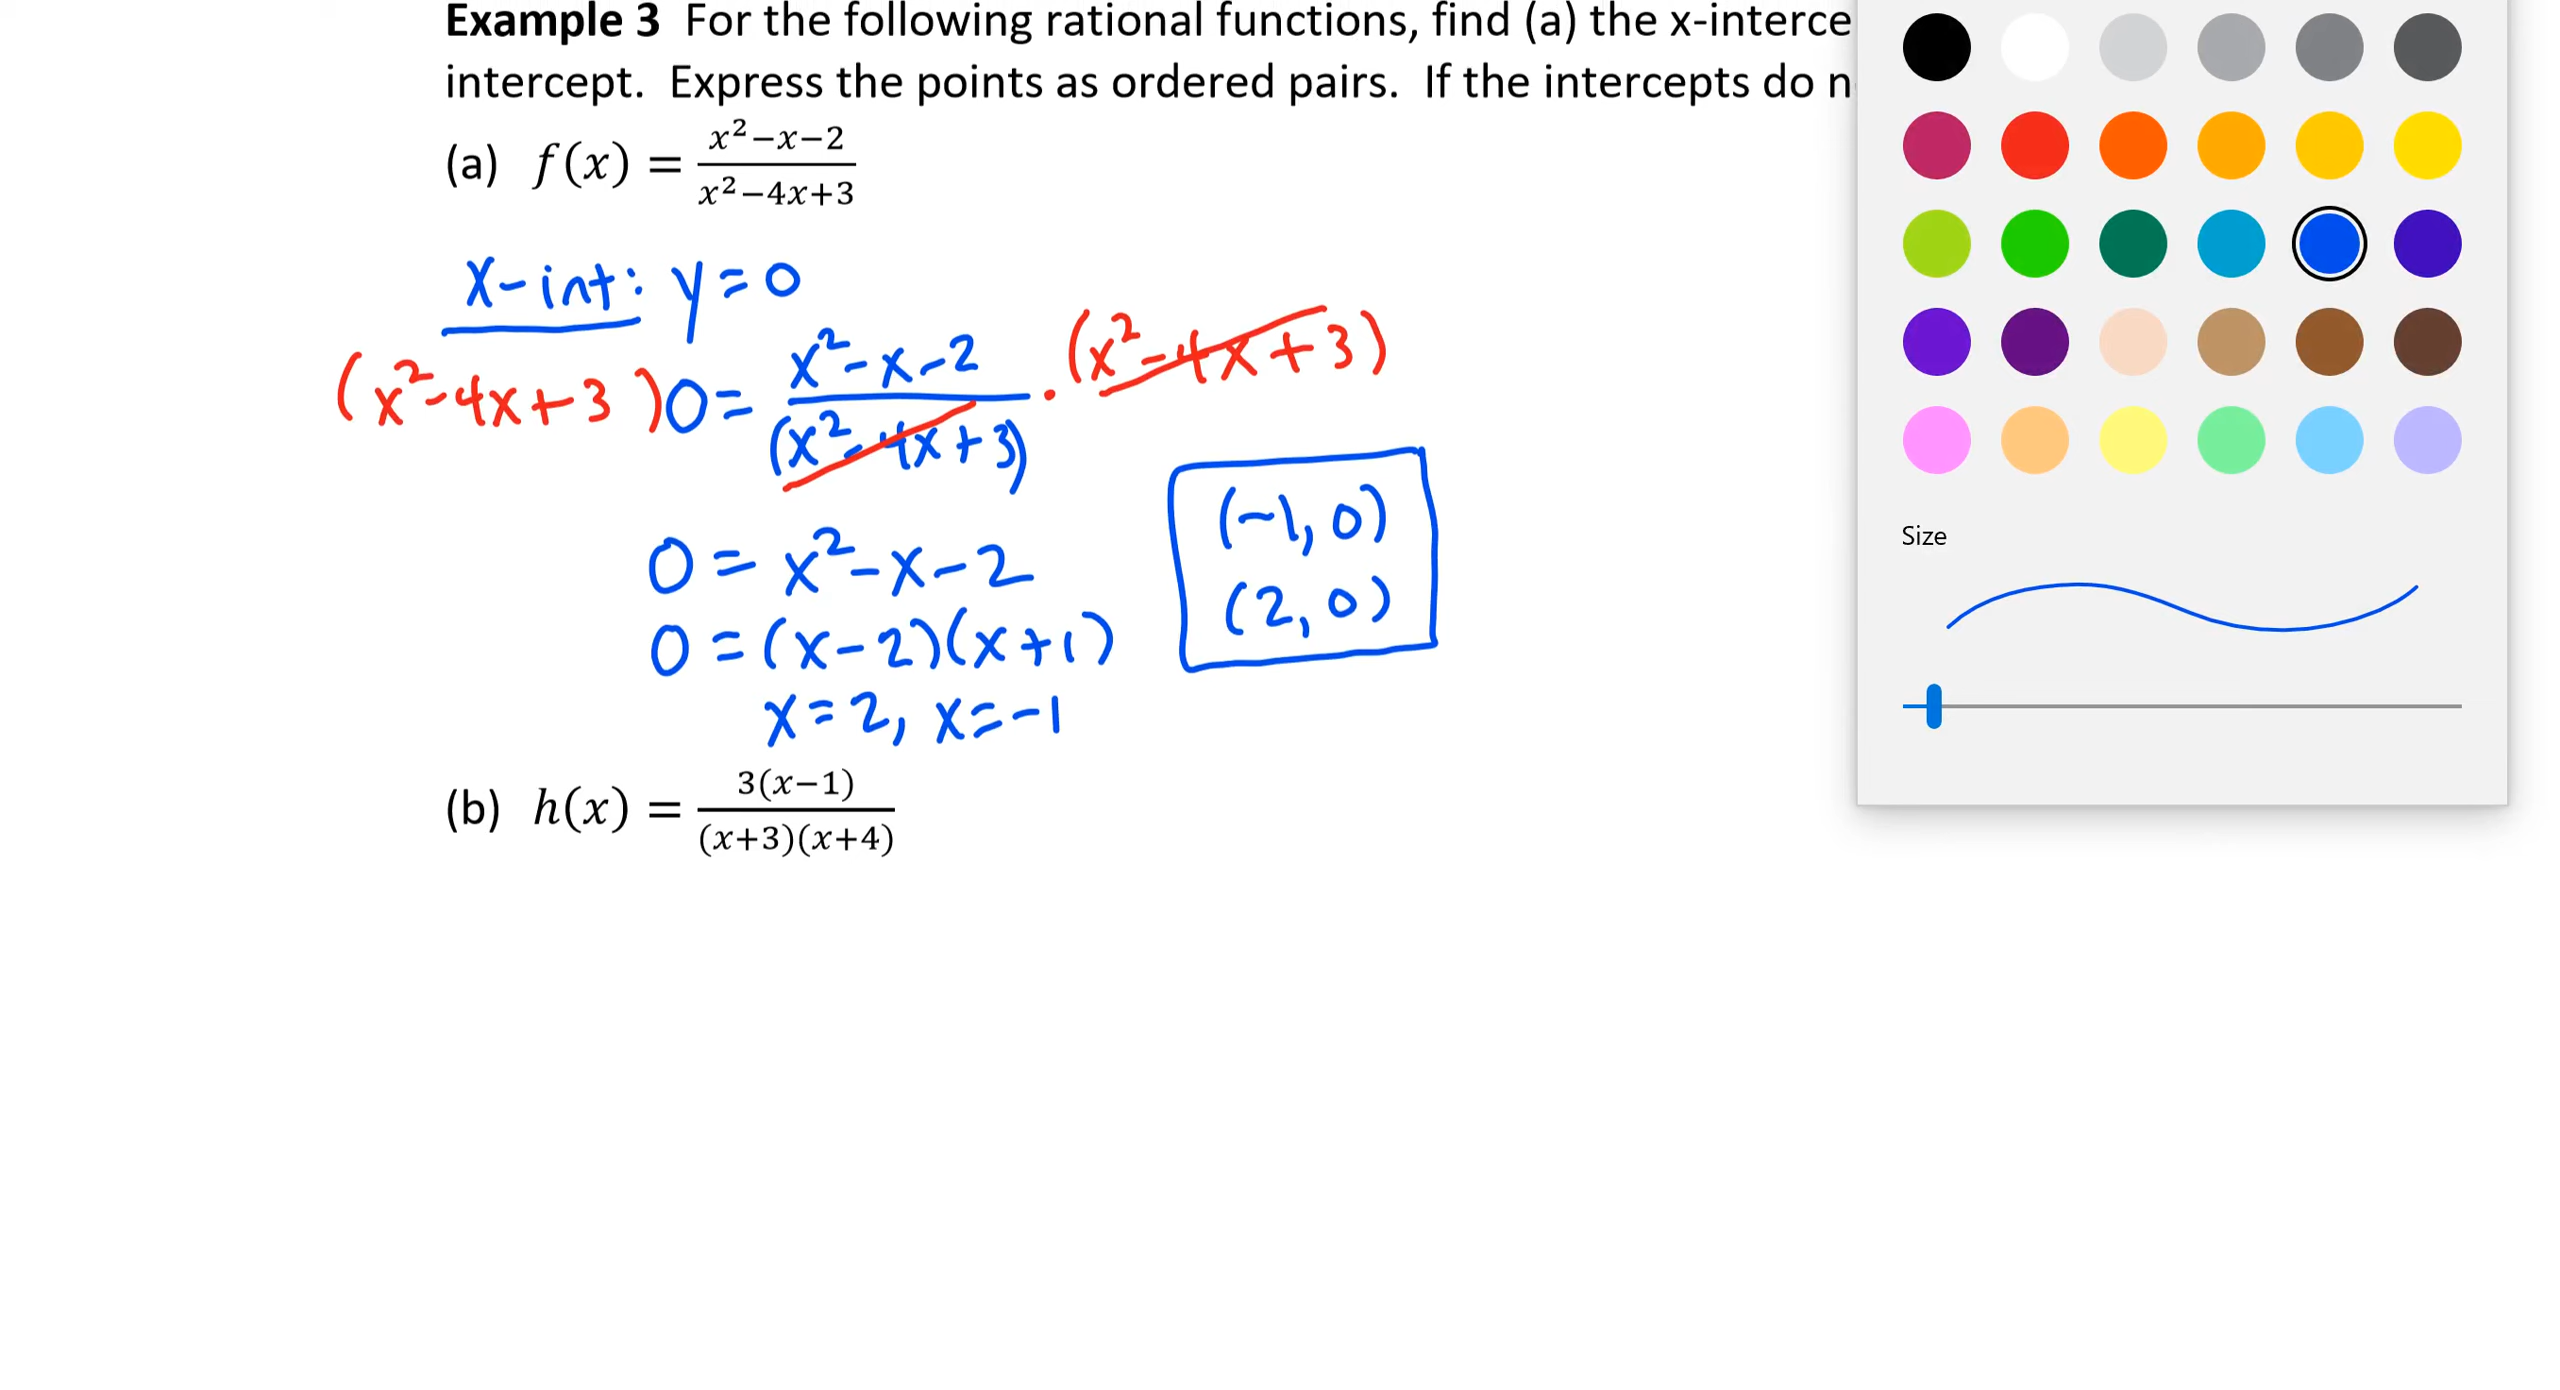 Example 3 For the following rational functions, find (a) the x-interce
intercept. Express the points as ordered pairs. If the intercepts do n
(a) f(x) = (x²−x−2)/(x²−4x+3)
x-int: y=0
(x²-4x+3)0 = (x²-x-2)/(x²-4x+3) · (x²-4x+3)
0 = x²-x-2
0 = (x-2)(x+1)
x=2, x=-1
(-1,0)
(2,0)
(b) h(x) = 3(x−1)/((x+3)(x+4))
Size